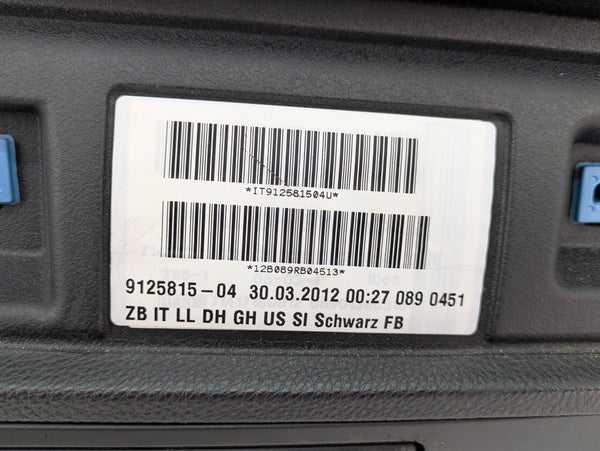 *IT912581504U*
*12B089RB04513*
9125815-04 30.03.2012 00:27 089 0451
ZB IT LL DH GH US SI Schwarz FB